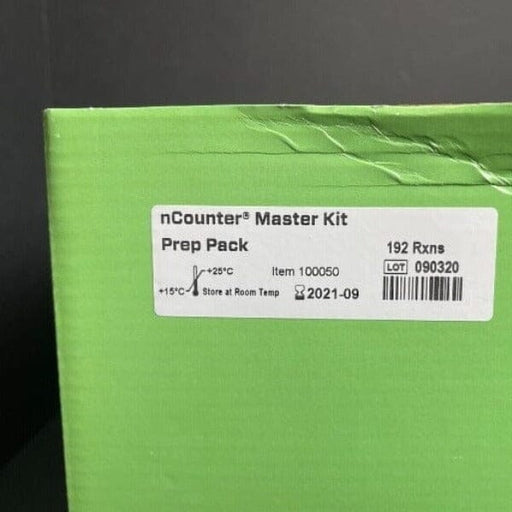 nCounter® Master Kit
Prep Pack
192 Rxns
+25°C
Item 100050
LOT 090320
+15°C
Store at Room Temp
2021-09